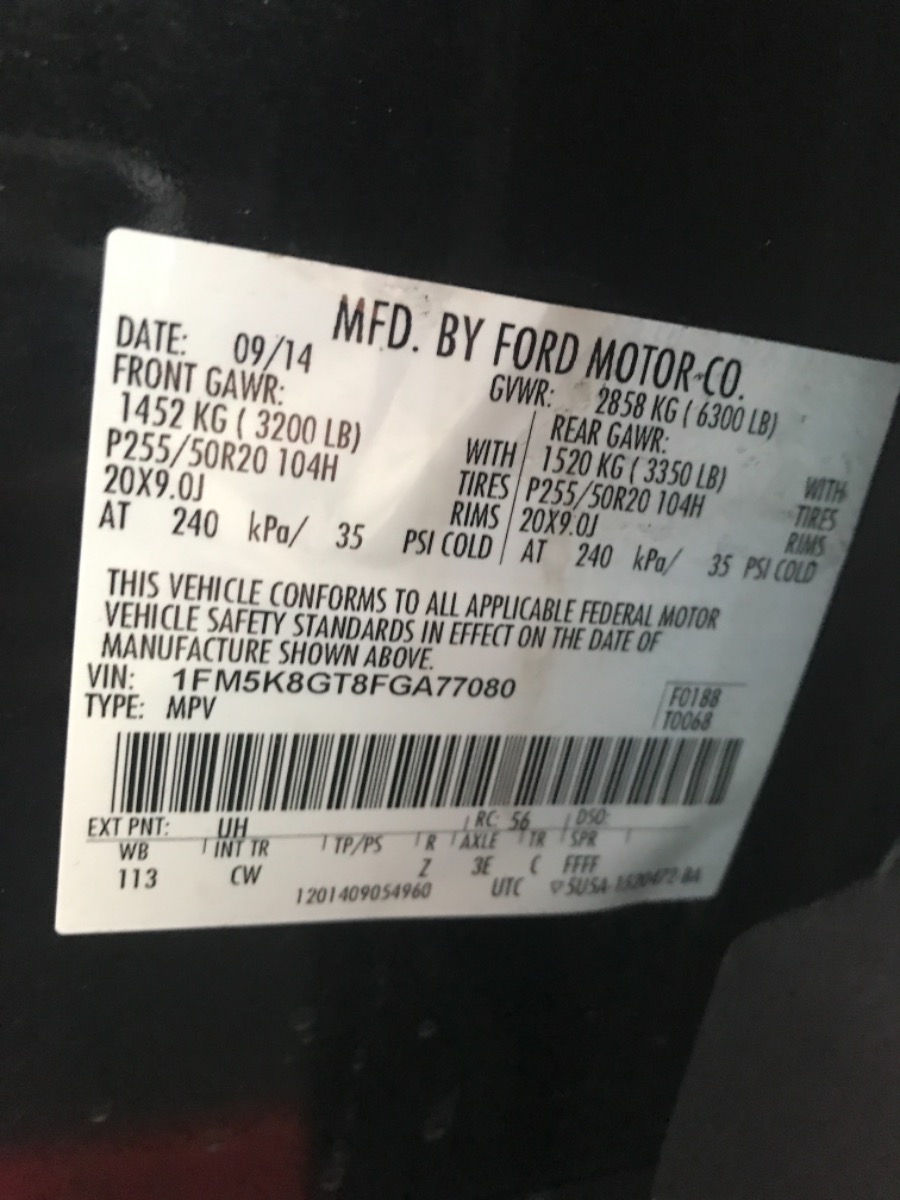 MFD. BY FORD MOTOR CO.
DATE: 09/14 GVWR: 2858 KG ( 6300 LB)
FRONT GAWR: REAR GAWR:
1452 KG ( 3200 LB) WITH 1520 KG ( 3350 LB) WITH
P255/50R20 104H TIRES P255/50R20 104H TIRES
20X9.0J RIMS 20X9.0J RIMS
AT 240 kPa/ 35 PSI COLD AT 240 kPa/ 35 PSI COLD
THIS VEHICLE CONFORMS TO ALL APPLICABLE FEDERAL MOTOR
VEHICLE SAFETY STANDARDS IN EFFECT ON THE DATE OF
MANUFACTURE SHOWN ABOVE.
VIN: 1FM5K8GT8FGA77080 F0188
TYPE: MPV T0068
EXT PNT: UH RC: 56 DSO:
WB INT TR TP/PS R AXLE TR SPR
113 CW Z 3E C FFFF
1201409054960 UTC